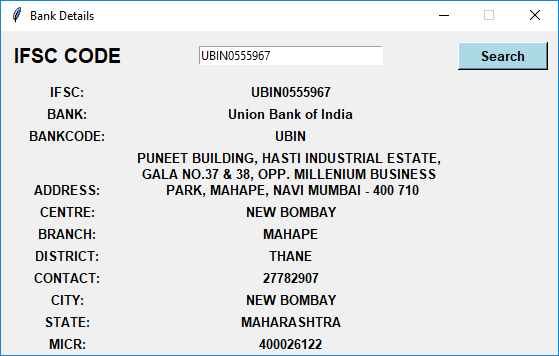 Bank Details
IFSC CODE UBIN0555967 Search
IFSC: UBIN0555967
BANK: Union Bank of India
BANKCODE: UBIN
PUNEET BUILDING, HASTI INDUSTRIAL ESTATE,
GALA NO.37 & 38, OPP. MILLENIUM BUSINESS
ADDRESS: PARK, MAHAPE, NAVI MUMBAI - 400 710
CENTRE: NEW BOMBAY
BRANCH: MAHAPE
DISTRICT: THANE
CONTACT: 27782907
CITY: NEW BOMBAY
STATE: MAHARASHTRA
MICR: 400026122